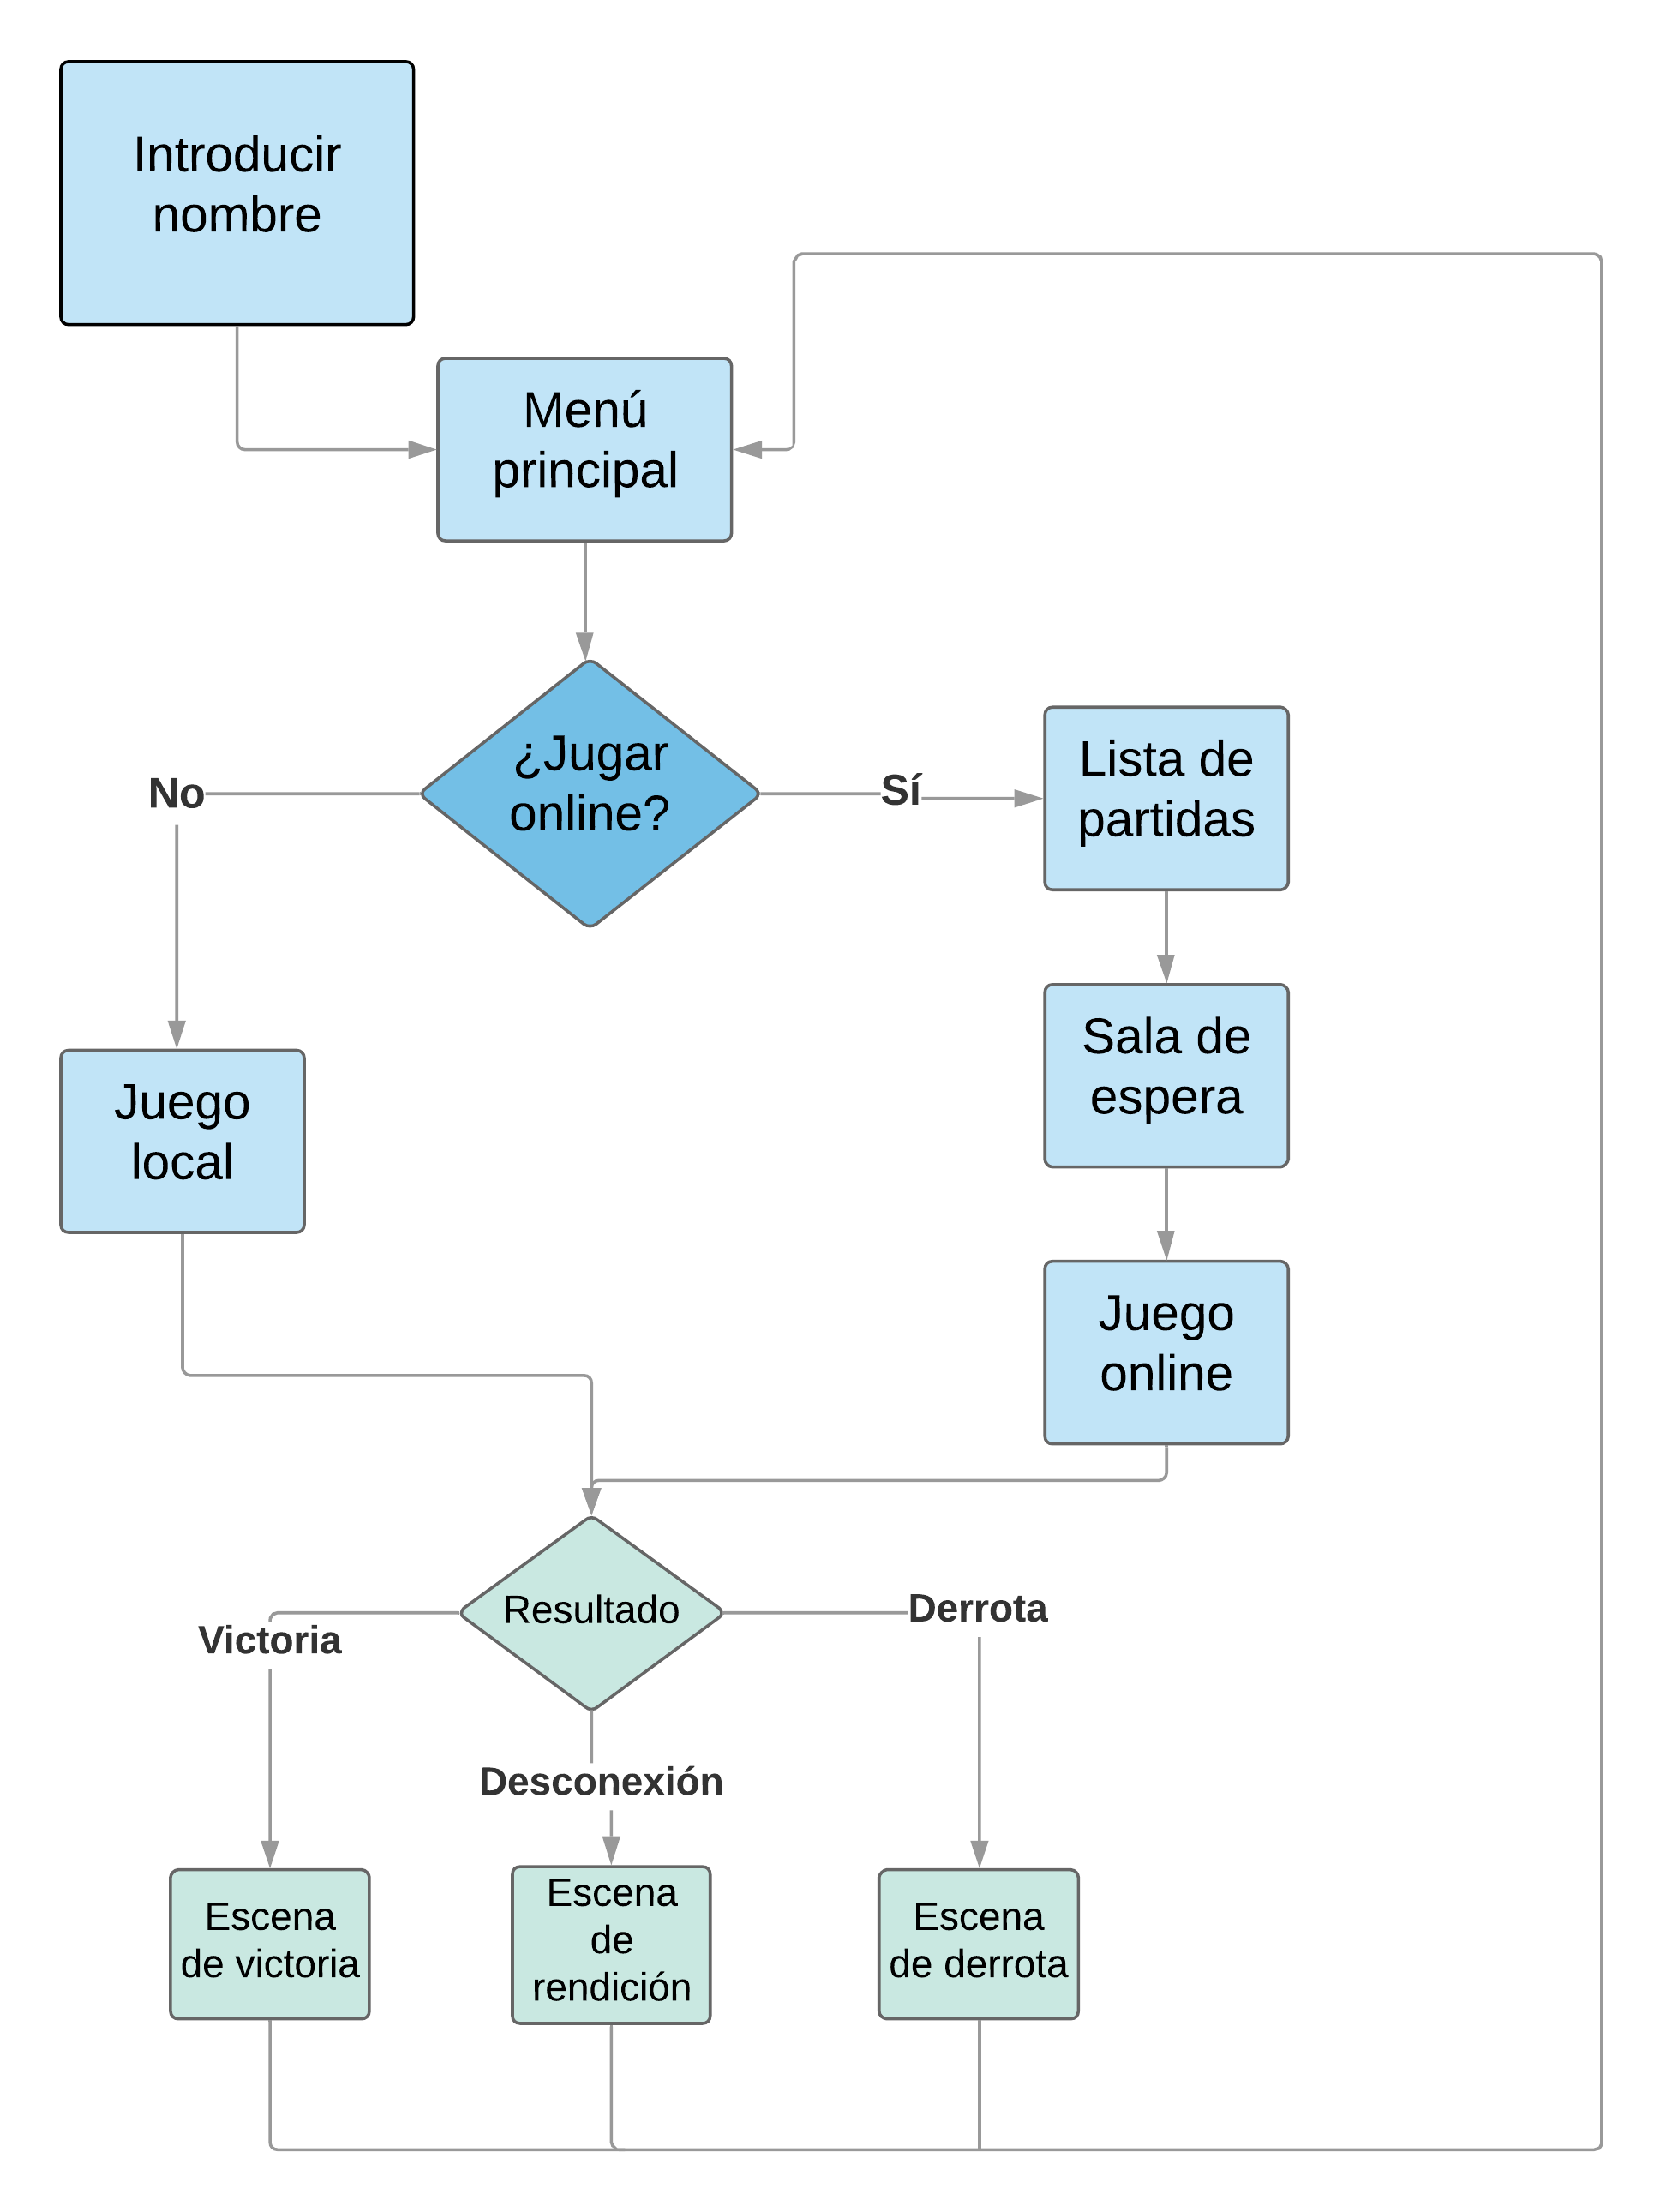 Introducir
nombre
Menú
principal
¿Jugar
online?
No
Sí
Lista de
partidas
Sala de
espera
Juego
local
Juego
online
Resultado
Victoria
Derrota
Desconexión
Escena
de victoria
Escena
de
rendición
Escena
de derrota